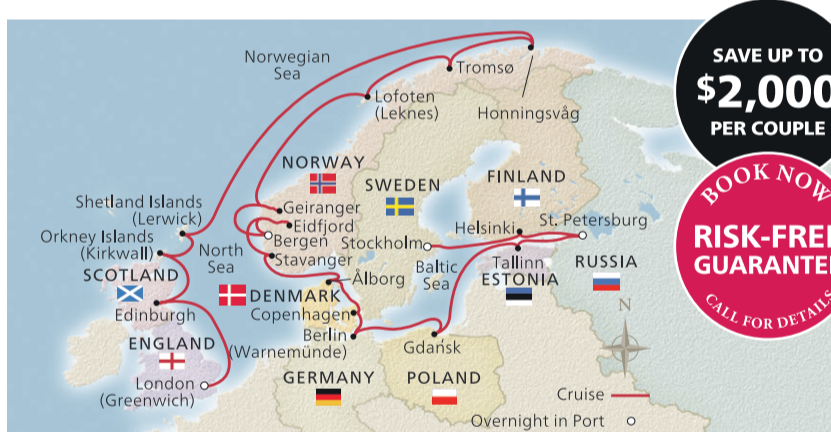 Norwegian
Sea
Tromsø
Honningsvåg
Lofoten
(Leknes)
NORWAY
SWEDEN
FINLAND
Shetland Islands
(Lerwick)
Orkney Islands
(Kirkwall)
SCOTLAND
Edinburgh
North
Sea
Geiranger
Eidfjord
Bergen
Stavanger
Stockholm
Helsinki
St. Petersburg
Tallinn
ESTONIA
RUSSIA
Baltic
Sea
Ålborg
DENMARK
Copenhagen
ENGLAND
London
(Greenwich)
Berlin
(Warnemünde)
GERMANY
Gdańsk
POLAND
N
Cruise
Overnight in Port
SAVE UP TO
$2,000
PER COUPLE
BOOK NOW
RISK-FREE
GUARANTEE
CALL FOR DETAILS